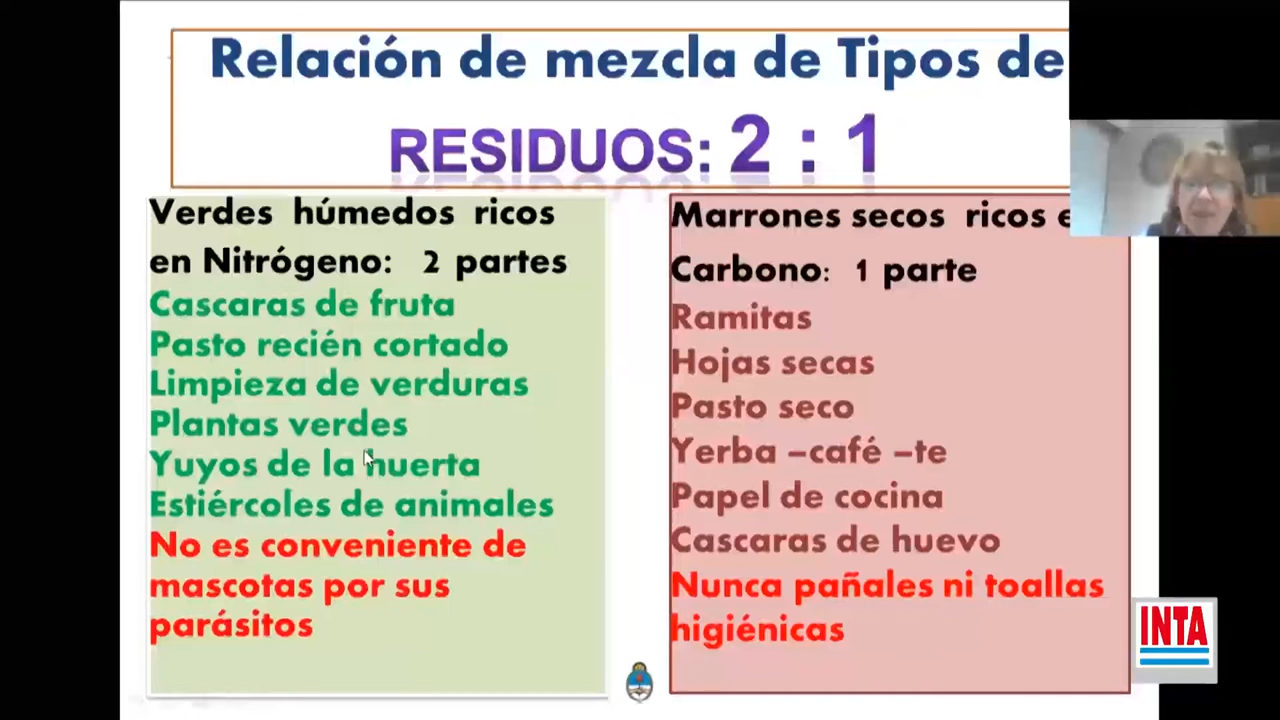 Relación de mezcla de Tipos de
RESIDUOS: 2 : 1
Verdes húmedos ricos
en Nitrógeno: 2 partes
Cascaras de fruta
Pasto recién cortado
Limpieza de verduras
Plantas verdes
Yuyos de la huerta
Estiércoles de animales
No es conveniente de
mascotas por sus
parásitos
Marrones secos ricos e
Carbono: 1 parte
Ramitas
Hojas secas
Pasto seco
Yerba –café –te
Papel de cocina
Cascaras de huevo
Nunca pañales ni toallas
higiénicas
INTA